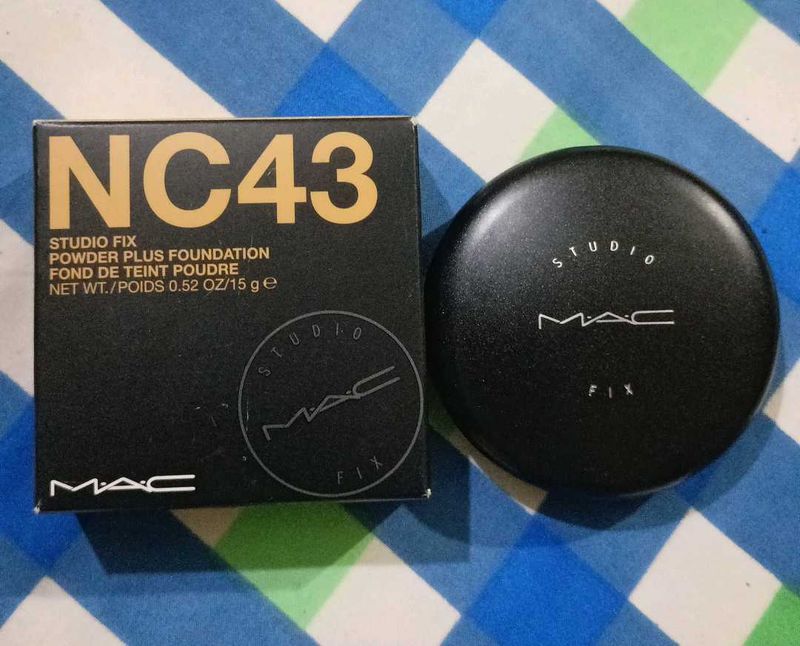 NC43
STUDIO FIX
POWDER PLUS FOUNDATION
FOND DE TEINT POUDRE
NET WT./POIDS 0.52 OZ/15 g ℮
STUDIO
M·A·C
FIX
M·A·C
STUDIO
M·A·C
FIX